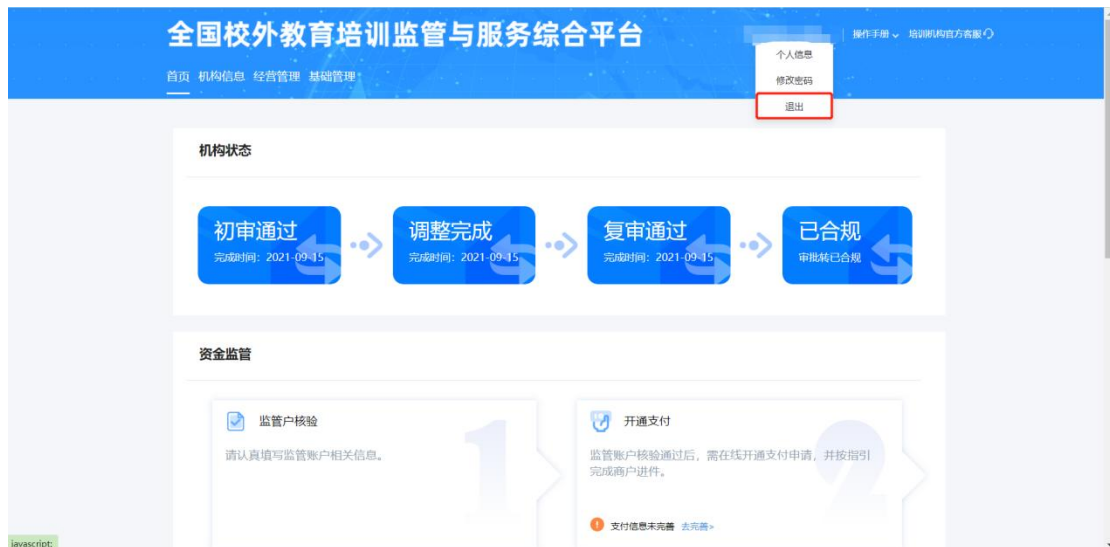 全国校外教育培训监管与服务综合平台
操作手册 培训机构官方客服
个人信息
首页 机构信息 经营管理 基础管理
修改密码
退出
机构状态
初审通过 调整完成 复审通过 已合规
完成时间：2021-09-15 完成时间：2021-09-15 完成时间：2021-09-15 审批转已合规
资金监管
监管户核验
请认真填写监管账户相关信息。
1
开通支付
监管账户核验通过后，需在线开通支付申请，并按指引
完成商户进件。
2
支付信息未完善 去完善>
javascript: